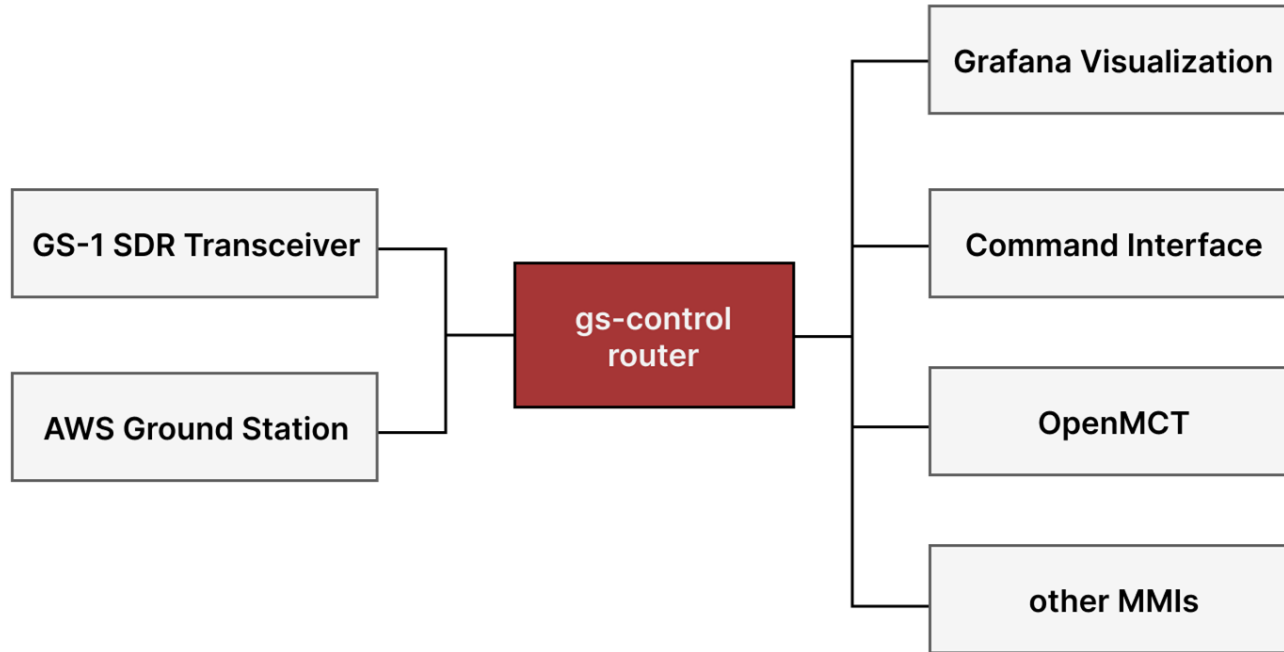 GS-1 SDR Transceiver
AWS Ground Station
gs-control
router
Grafana Visualization
Command Interface
OpenMCT
other MMIs